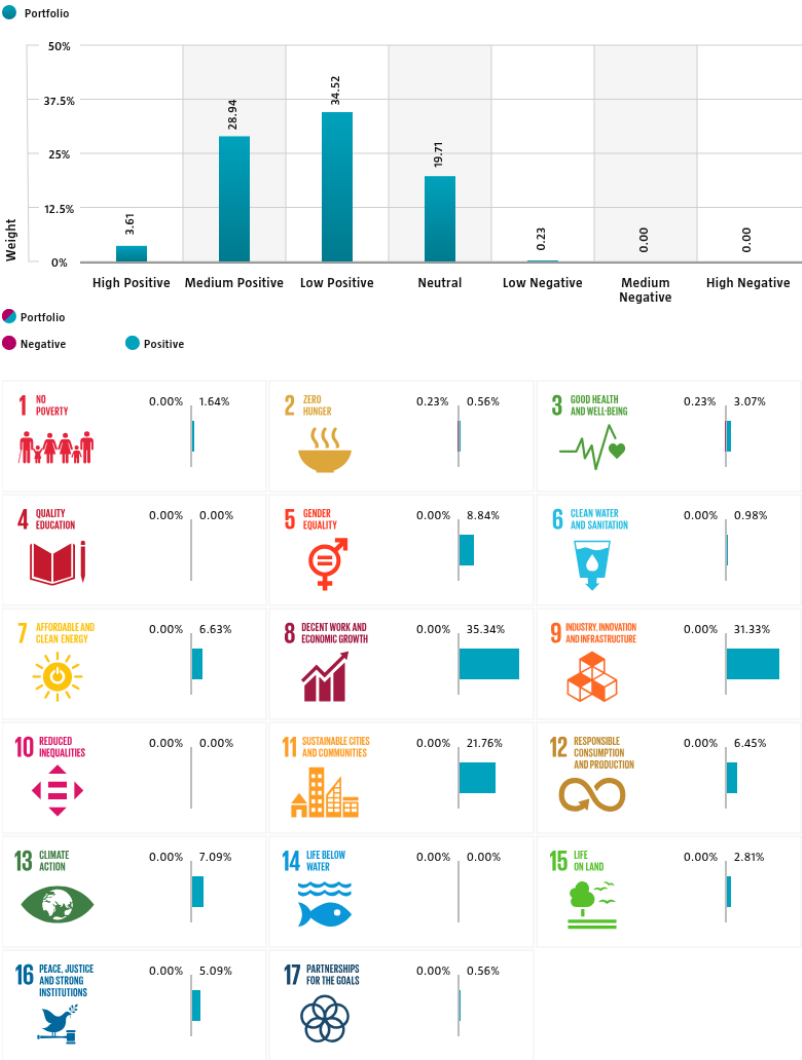 Portfolio
50%
37.5%
25%
12.5%
0%
Weight
3.61
28.94
34.52
19.71
0.23
0.00
0.00
High Positive
Medium Positive
Low Positive
Neutral
Low Negative
Medium
Negative
High Negative
Portfolio
Negative
Positive
1 NO
POVERTY
0.00% 1.64%
2 ZERO
HUNGER
0.23% 0.56%
3 GOOD HEALTH
AND WELL-BEING
0.23% 3.07%
4 QUALITY
EDUCATION
0.00% 0.00%
5 GENDER
EQUALITY
0.00% 8.84%
6 CLEAN WATER
AND SANITATION
0.00% 0.98%
7 AFFORDABLE AND
CLEAN ENERGY
0.00% 6.63%
8 DECENT WORK AND
ECONOMIC GROWTH
0.00% 35.34%
9 INDUSTRY, INNOVATION
AND INFRASTRUCTURE
0.00% 31.33%
10 REDUCED
INEQUALITIES
0.00% 0.00%
11 SUSTAINABLE CITIES
AND COMMUNITIES
0.00% 21.76%
12 RESPONSIBLE
CONSUMPTION
AND PRODUCTION
0.00% 6.45%
13 CLIMATE
ACTION
0.00% 7.09%
14 LIFE BELOW
WATER
0.00% 0.00%
15 LIFE
ON LAND
0.00% 2.81%
16 PEACE, JUSTICE
AND STRONG
INSTITUTIONS
0.00% 5.09%
17 PARTNERSHIPS
FOR THE GOALS
0.00% 0.56%